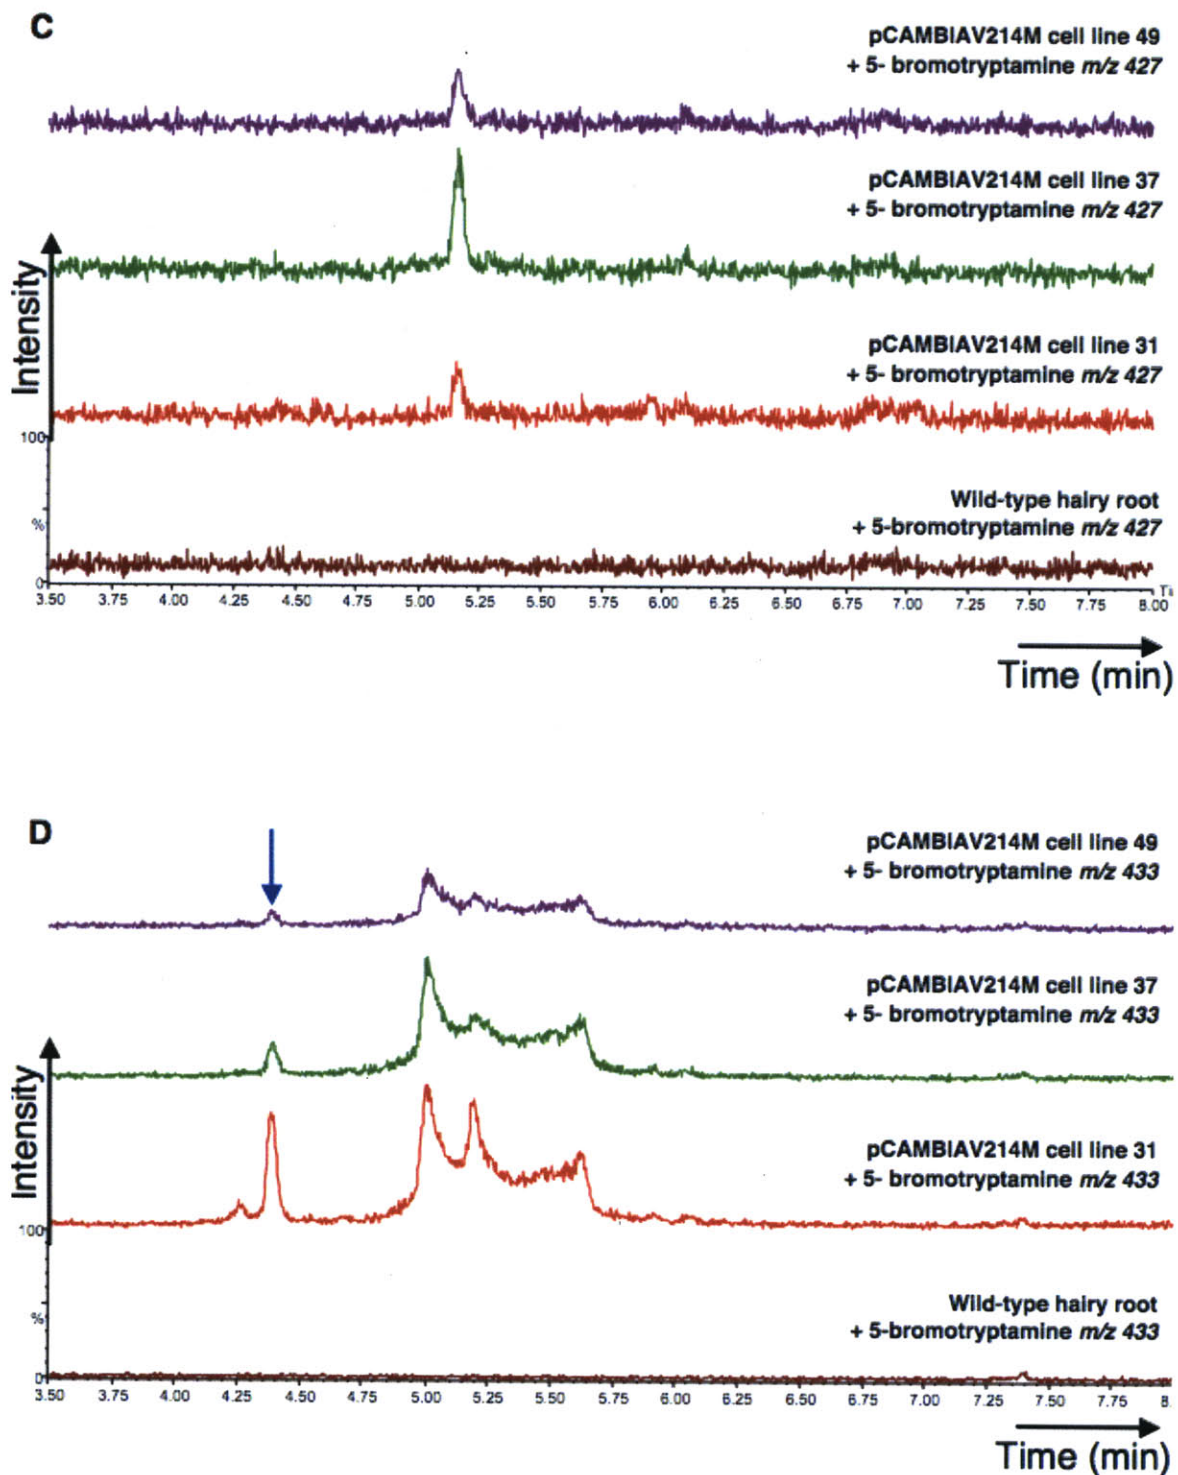 C
pCAMBIAV214M cell line 49
+ 5- bromotryptamine m/z 427
pCAMBIAV214M cell line 37
+ 5- bromotryptamine m/z 427
pCAMBIAV214M cell line 31
+ 5- bromotryptamine m/z 427
Wild-type hairy root
+ 5-bromotryptamine m/z 427
Intensity
100
%
0
3.50 3.75 4.00 4.25 4.50 4.75 5.00 5.25 5.50 5.75 6.00 6.25 6.50 6.75 7.00 7.25 7.50 7.75 8.00
Time (min)
D
pCAMBIAV214M cell line 49
+ 5- bromotryptamine m/z 433
pCAMBIAV214M cell line 37
+ 5- bromotryptamine m/z 433
pCAMBIAV214M cell line 31
+ 5- bromotryptamine m/z 433
Wild-type hairy root
+ 5-bromotryptamine m/z 433
Intensity
100
%
0
3.50 3.75 4.00 4.25 4.50 4.75 5.00 5.25 5.50 5.75 6.00 6.25 6.50 6.75 7.00 7.25 7.50 7.75 8.
Time (min)